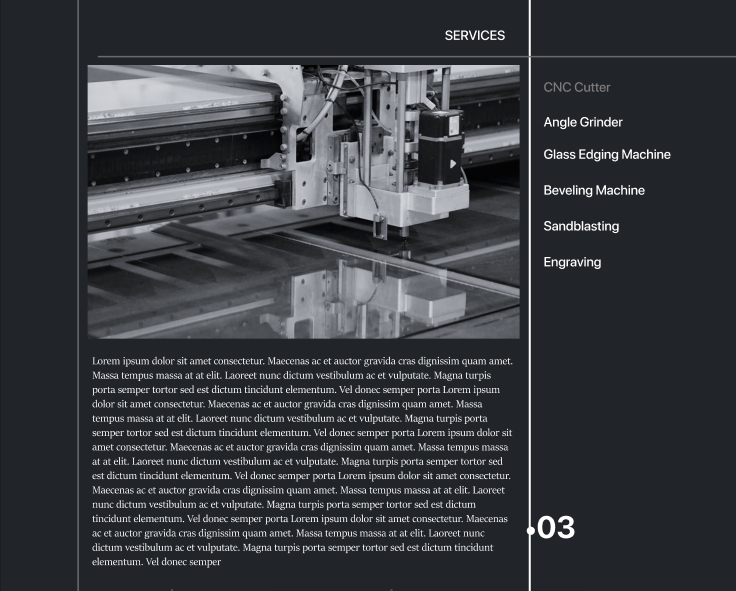 SERVICES
CNC Cutter
Angle Grinder
Glass Edging Machine
Beveling Machine
Sandblasting
Engraving
Lorem ipsum dolor sit amet consectetur. Maecenas ac et auctor gravida cras dignissim quam amet.
Massa tempus massa at at elit. Laoreet nunc dictum vestibulum ac et vulputate. Magna turpis
porta semper tortor sed est dictum tincidunt elementum. Vel donec semper porta Lorem ipsum
dolor sit amet consectetur. Maecenas ac et auctor gravida cras dignissim quam amet. Massa
tempus massa at at elit. Laoreet nunc dictum vestibulum ac et vulputate. Magna turpis porta
semper tortor sed est dictum tincidunt elementum. Vel donec semper porta Lorem ipsum dolor sit
amet consectetur. Maecenas ac et auctor gravida cras dignissim quam amet. Massa tempus massa
at at elit. Laoreet nunc dictum vestibulum ac et vulputate. Magna turpis porta semper tortor sed
est dictum tincidunt elementum. Vel donec semper porta Lorem ipsum dolor sit amet consectetur.
Maecenas ac et auctor gravida cras dignissim quam amet. Massa tempus massa at at elit. Laoreet
nunc dictum vestibulum ac et vulputate. Magna turpis porta semper tortor sed est dictum
tincidunt elementum. Vel donec semper porta Lorem ipsum dolor sit amet consectetur. Maecenas
ac et auctor gravida cras dignissim quam amet. Massa tempus massa at at elit. Laoreet nunc
dictum vestibulum ac et vulputate. Magna turpis porta semper tortor sed est dictum tincidunt
elementum. Vel donec semper
03